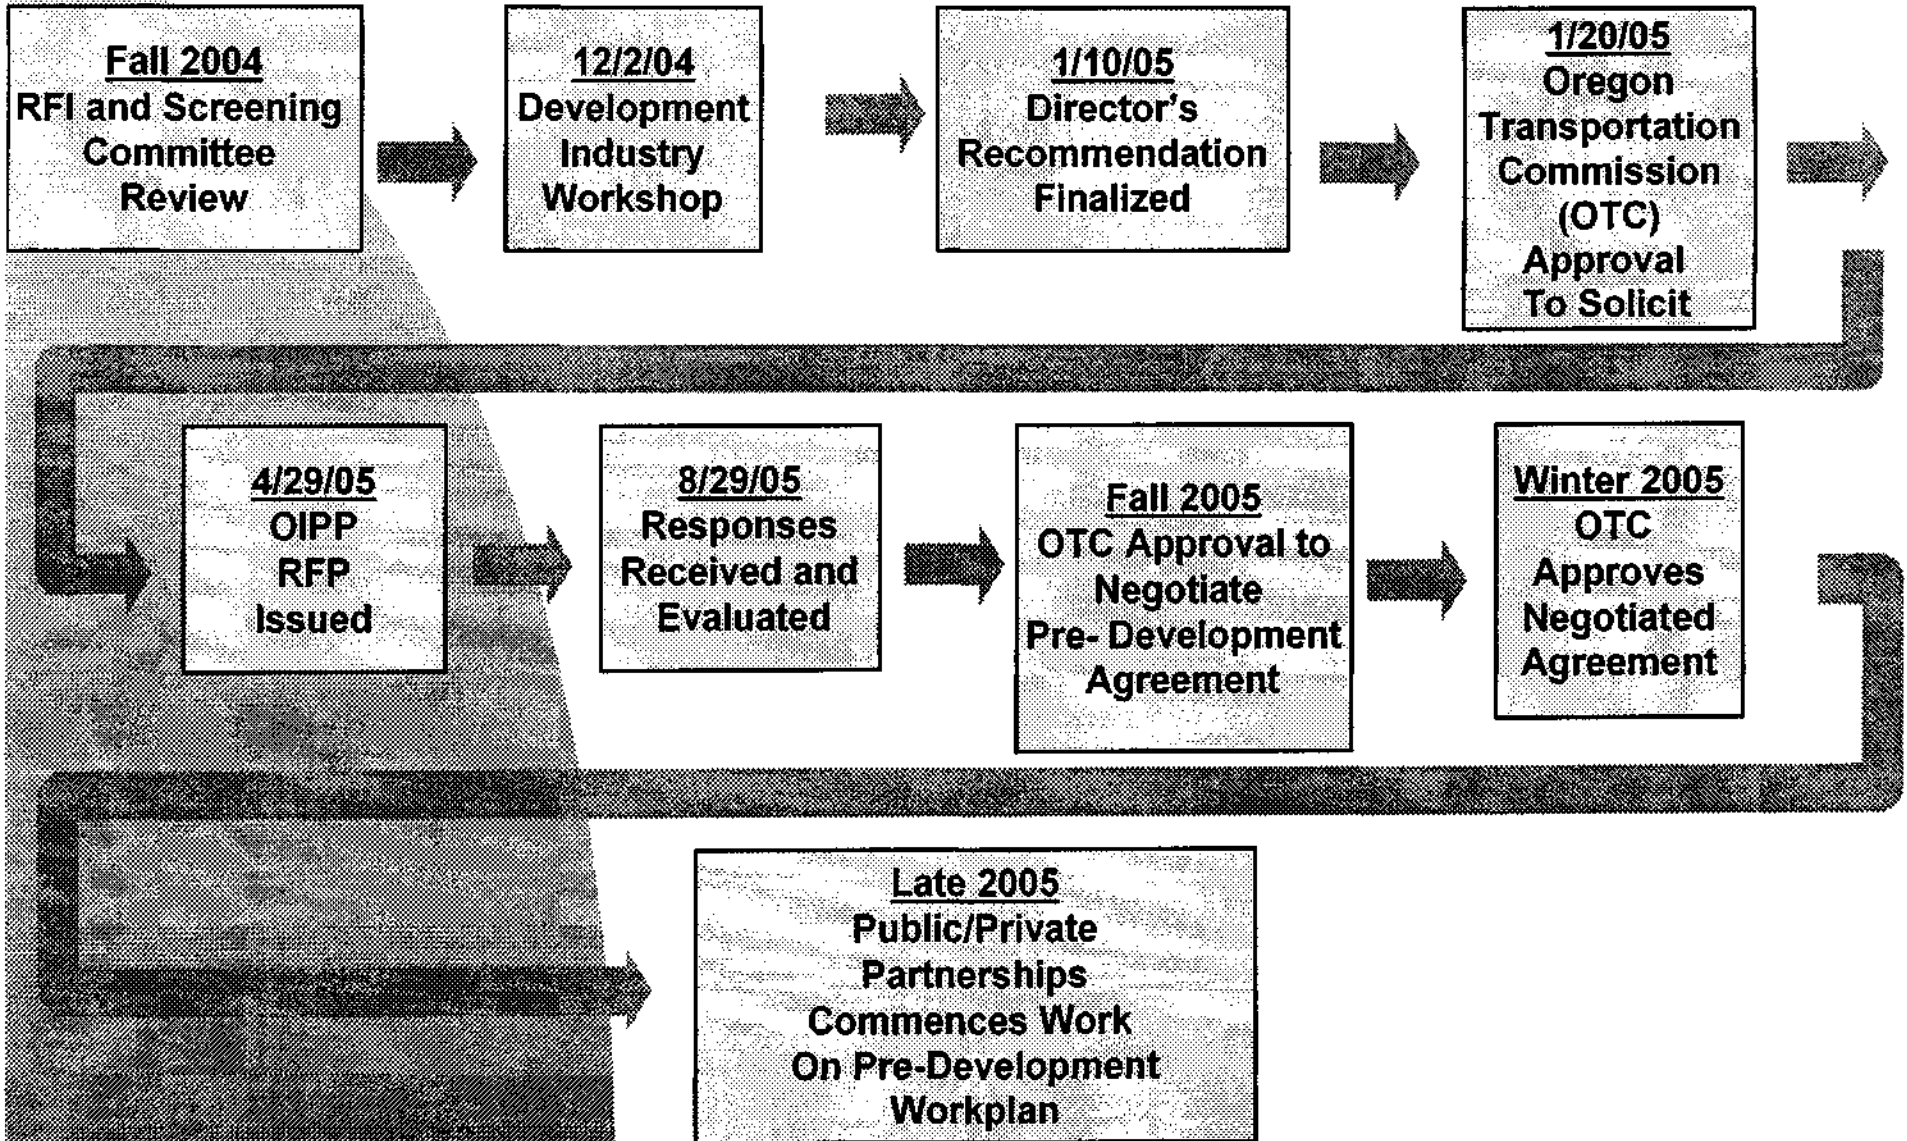 Fall 2004
RFI and Screening
Committee
Review
12/2/04
Development
Industry
Workshop
1/10/05
Director's
Recommendation
Finalized
1/20/05
Oregon
Transportation
Commission
(OTC)
Approval
To Solicit
4/29/05
OIPP
RFP
Issued
8/29/05
Responses
Received and
Evaluated
Fall 2005
OTC Approval to
Negotiate
Pre- Development
Agreement
Winter 2005
OTC
Approves
Negotiated
Agreement
Late 2005
Public/Private
Partnerships
Commences Work
On Pre-Development
Workplan